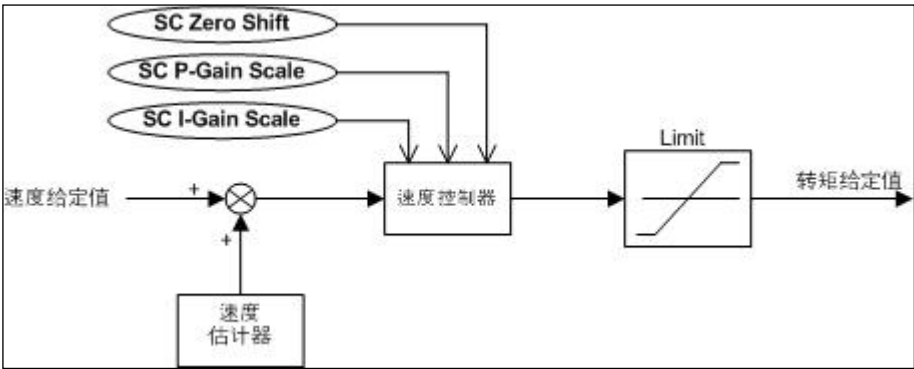 SC Zero Shift
SC P-Gain Scale
SC I-Gain Scale
Limit
速度给定值
+
速度控制器
转矩给定值
+
速度
估计器